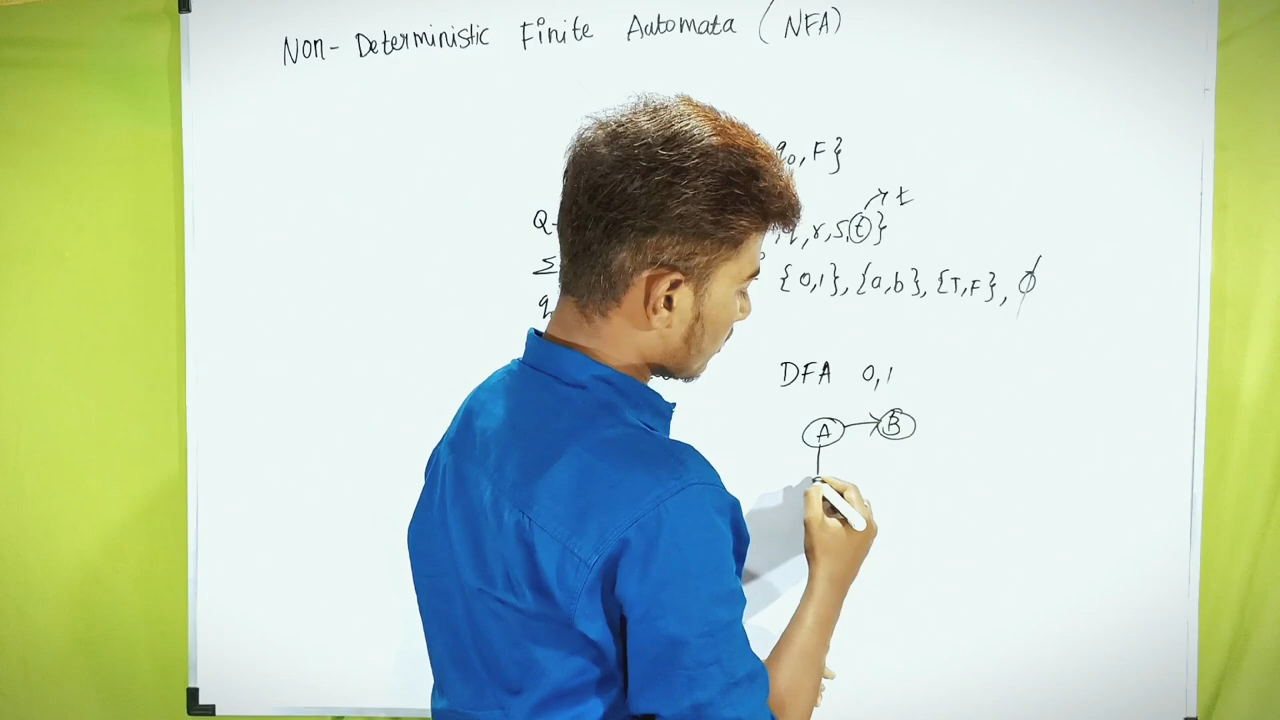 Non-Deterministic Finite Automata (NFA)
q₀, F}
t
Q-
q, r, s, t}
Σ
{0,1}, {a,b}, {T,F}, ϕ
q
DFA 0,1
A B